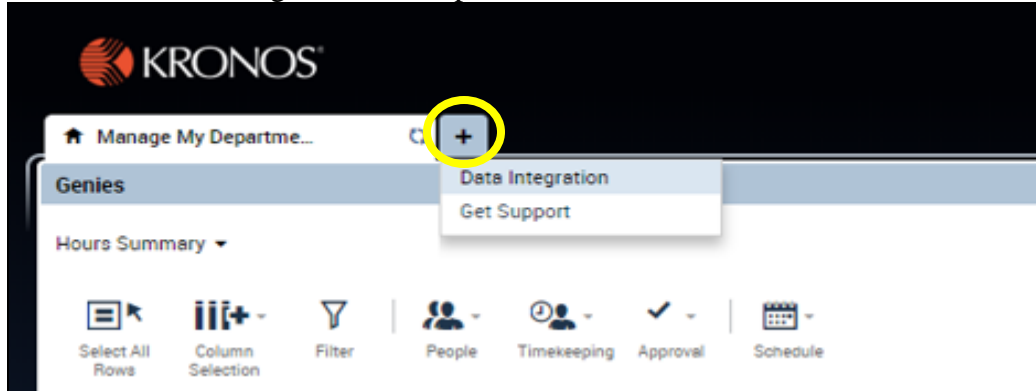 KRONOS
Manage My Departme...
+
Genies
Data Integration
Get Support
Hours Summary
Select All Rows
Column Selection
Filter
People
Timekeeping
Approval
Schedule